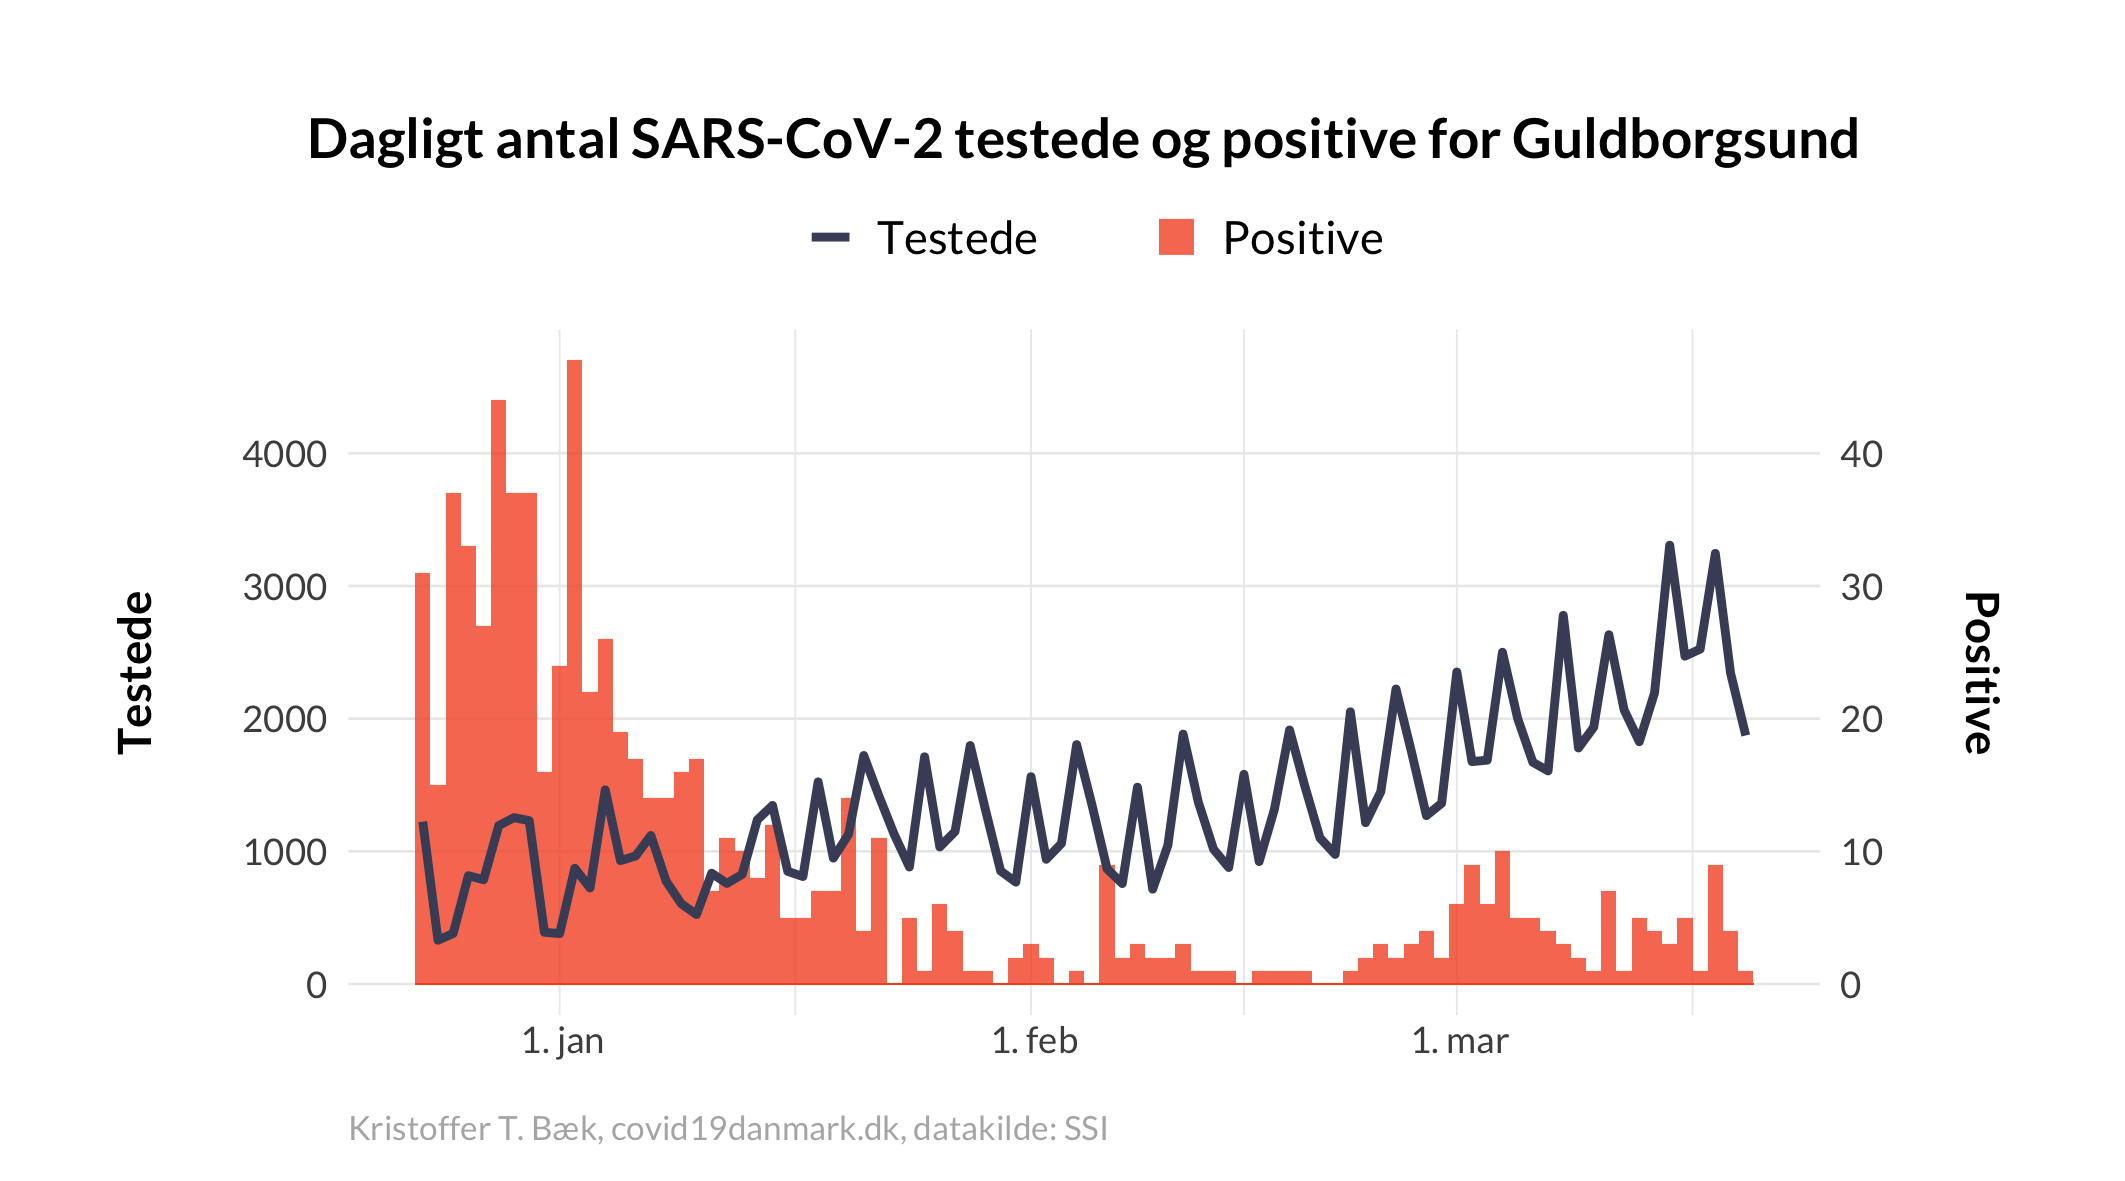 Dagligt antal SARS-CoV-2 testede og positive for Guldborgsund
Testede
Positive
4000
3000
2000
1000
0
Testede
40
30
20
10
0
Positive
1. jan
1. feb
1. mar
Kristoffer T. Bæk, covid19danmark.dk, datakilde: SSI